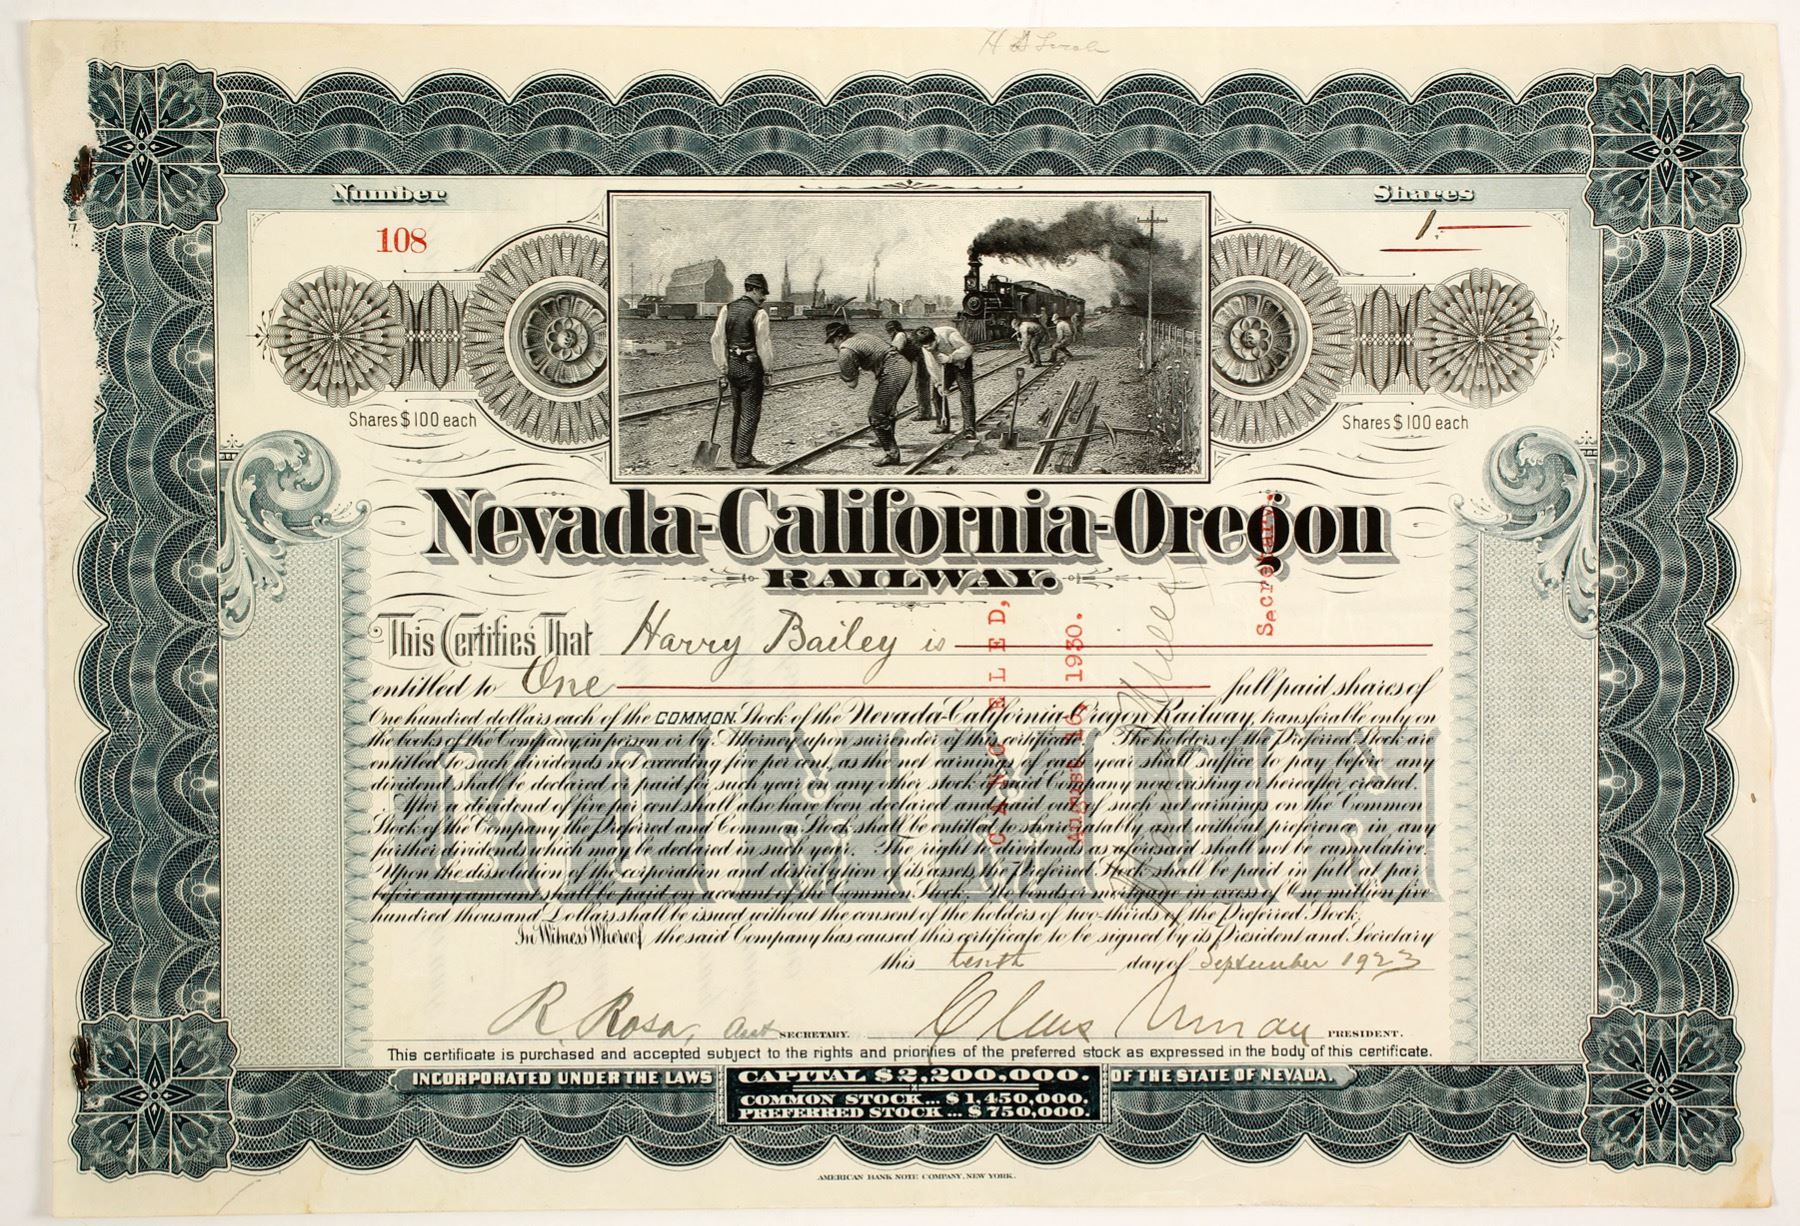 Number
Shares
108
1.
Shares $100 each
Shares $100 each
Nevada-California-Oregon
RAILWAY.
This Certifies That Harry Bailey is
entitled to One full paid shares of
One hundred dollars each of the COMMON Stock of the Nevada-California-Oregon Railway, transferable only on
the books of the Company, in person or by Attorney upon surrender of this certificate. The holders of the Preferred Stock are
entitled to such dividends not exceeding five per cent, as the net earnings of each year shall suffice to pay before any
dividend shall be declared or paid for such year on any other stock of said Company now existing or hereafter created.
After a dividend of five per cent shall also have been declared and paid out of such net earnings on the Common
Stock of the Company the Preferred and Common Stock shall be entitled to share ratably and without preference in any
further dividends which may be declared in such year. The right to dividends as aforesaid shall not be cumulative.
Upon the dissolution of the corporation and distribution of its assets, the Preferred Stock shall be paid in full at par
before any amount shall be paid on account of the Common Stock. No bonds or mortgage in excess of One million five
hundred thousand Dollars shall be issued without the consent of the holders of two-thirds of the Preferred Stock.
In Witness Whereof the said Company has caused this certificate to be signed by its President and Secretary
this tenth day of September 1923
COMMON
CANCELED,
August 16, 1930.
Secretary.
R. Rosa, Asst SECRETARY. PRESIDENT.
This certificate is purchased and accepted subject to the rights and priorities of the preferred stock as expressed in the body of this certificate.
INCORPORATED UNDER THE LAWS OF THE STATE OF NEVADA.
CAPITAL $2,200,000.
COMMON STOCK... $1,450,000.
PREFERRED STOCK... $750,000.
AMERICAN BANK NOTE COMPANY, NEW YORK.